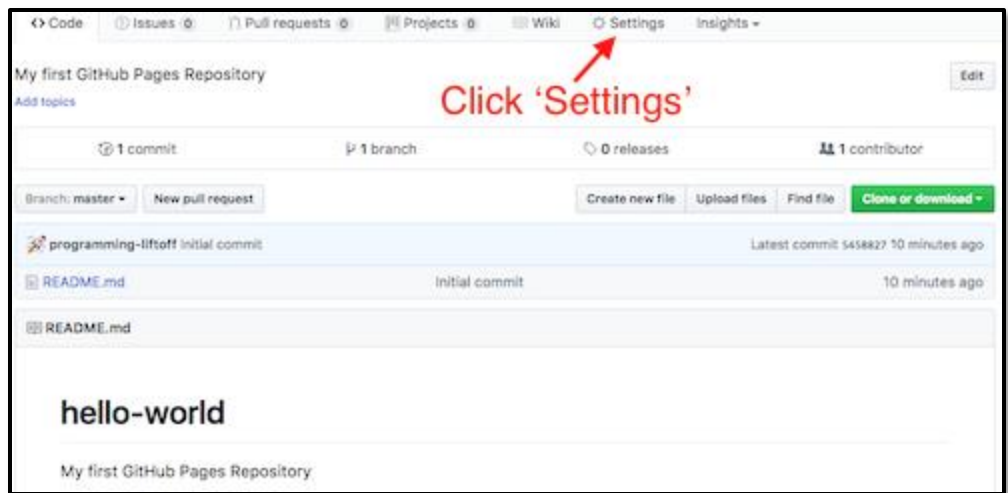 Code Issues 0 Pull requests 0 Projects 0 Wiki Settings Insights
My first GitHub Pages Repository Edit
Add topics
Click ‘Settings’
1 commit 1 branch 0 releases 1 contributor
Branch: master New pull request Create new file Upload files Find file Clone or download
programming-liftoff Initial commit Latest commit 5458827 10 minutes ago
README.md Initial commit 10 minutes ago
README.md
hello-world
My first GitHub Pages Repository